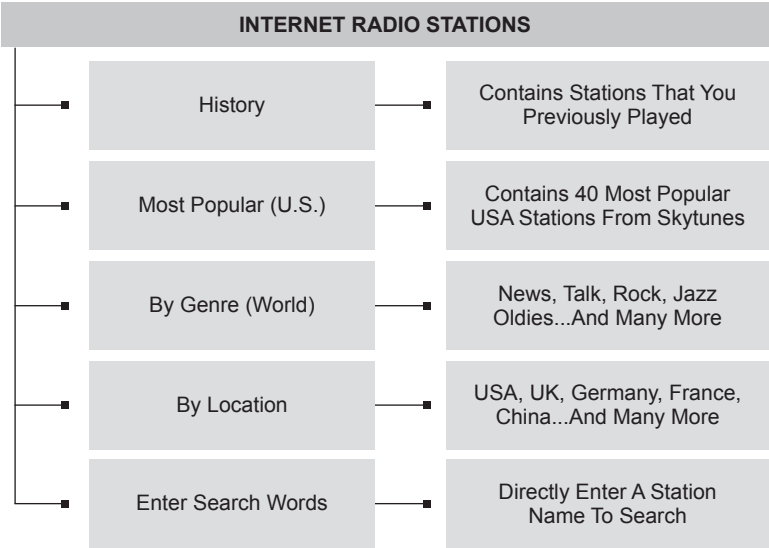 INTERNET RADIO STATIONS
History
Contains Stations That You
Previously Played
Most Popular (U.S.)
Contains 40 Most Popular
USA Stations From Skytunes
By Genre (World)
News, Talk, Rock, Jazz
Oldies...And Many More
By Location
USA, UK, Germany, France,
China...And Many More
Enter Search Words
Directly Enter A Station
Name To Search